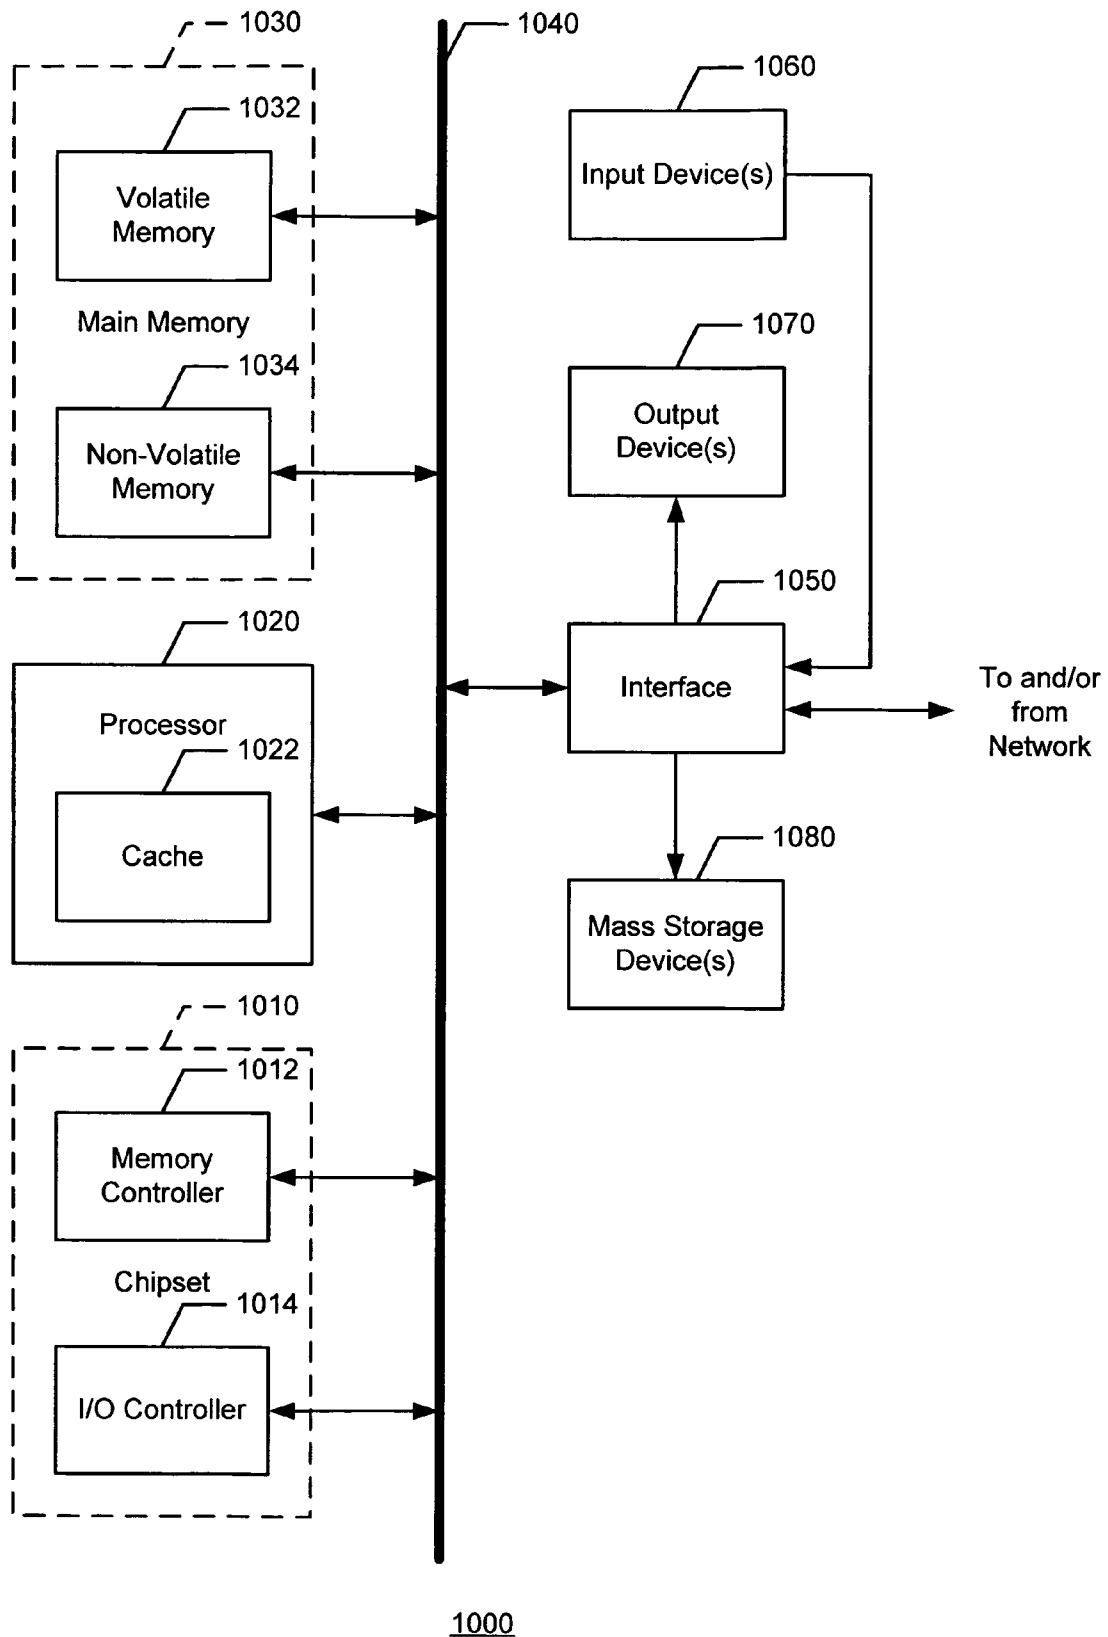 1030
1032
Volatile
Memory
Main Memory
1034
Non-Volatile
Memory
1020
Processor
1022
Cache
1010
1012
Memory
Controller
Chipset
1014
I/O Controller
1040
1060
Input Device(s)
1070
Output
Device(s)
1050
Interface
To and/or
from
Network
1080
Mass Storage
Device(s)
1000